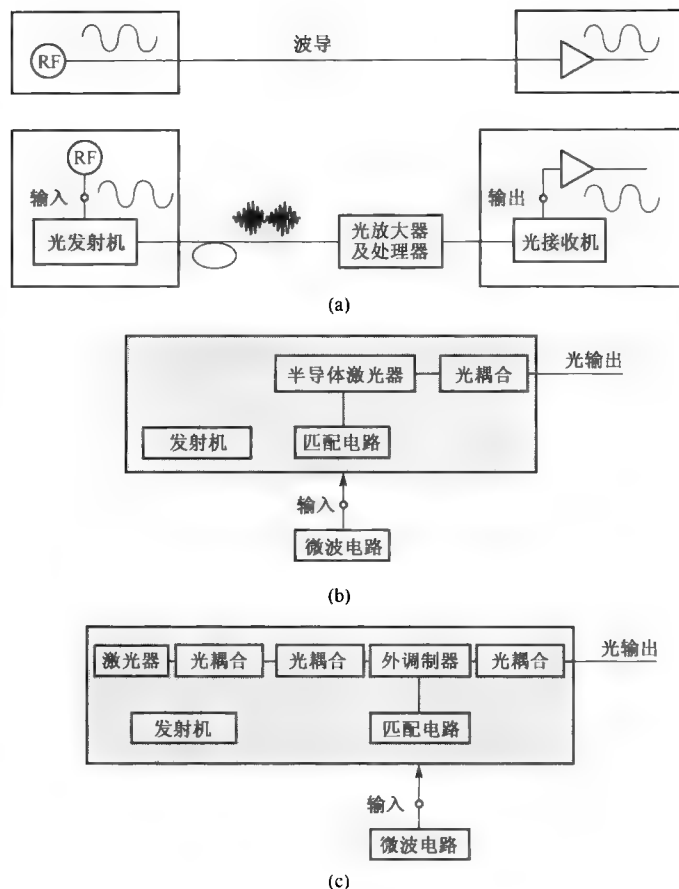 RF
波导
RF
输入
输出
光发射机
光放大器
及处理器
光接收机
(a)
半导体激光器
光耦合
光输出
发射机
匹配电路
输入
微波电路
(b)
激光器
光耦合
光耦合
外调制器
光耦合
光输出
发射机
匹配电路
输入
微波电路
(c)